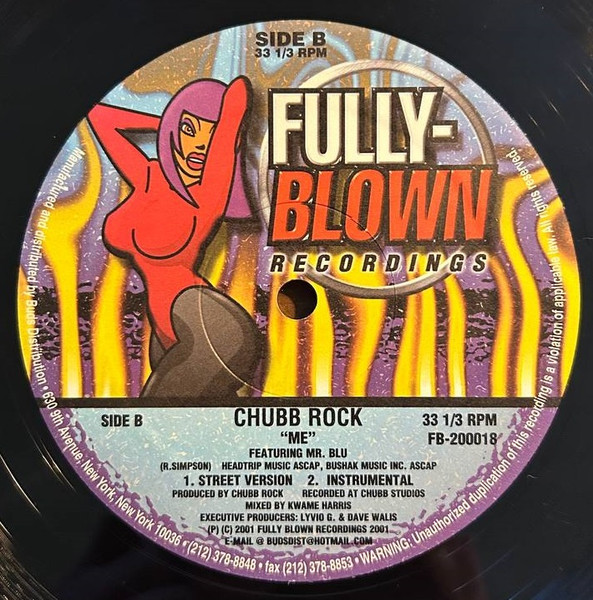 SIDE B
33 1/3 RPM
FULLY-
BLOWN
RECORDINGS
SIDE B
CHUBB ROCK
33 1/3 RPM
"ME"
FB-200018
FEATURING MR. BLU
(R.SIMPSON) HEADTRIP MUSIC ASCAP, BUSHAK MUSIC INC. ASCAP
1. STREET VERSION 2. INSTRUMENTAL
PRODUCED BY CHUBB ROCK RECORDED AT CHUBB STUDIOS
MIXED BY KWAME HARRIS
EXECUTIVE PRODUCERS: LYVIO G. & DAVE WALIS
(P) (C) 2001 FULLY BLOWN RECORDINGS 2001
E-MAIL @ BUDSDIST@HOTMAIL.COM
Manufactured and distributed by Buds Distribution • 630 9th Avenue, New York, New York 10036 • (212) 378-8848 • fax (212) 378-8853 • WARNING: Unauthorized duplication of this recording is a violation of applicable law. All rights reserved.